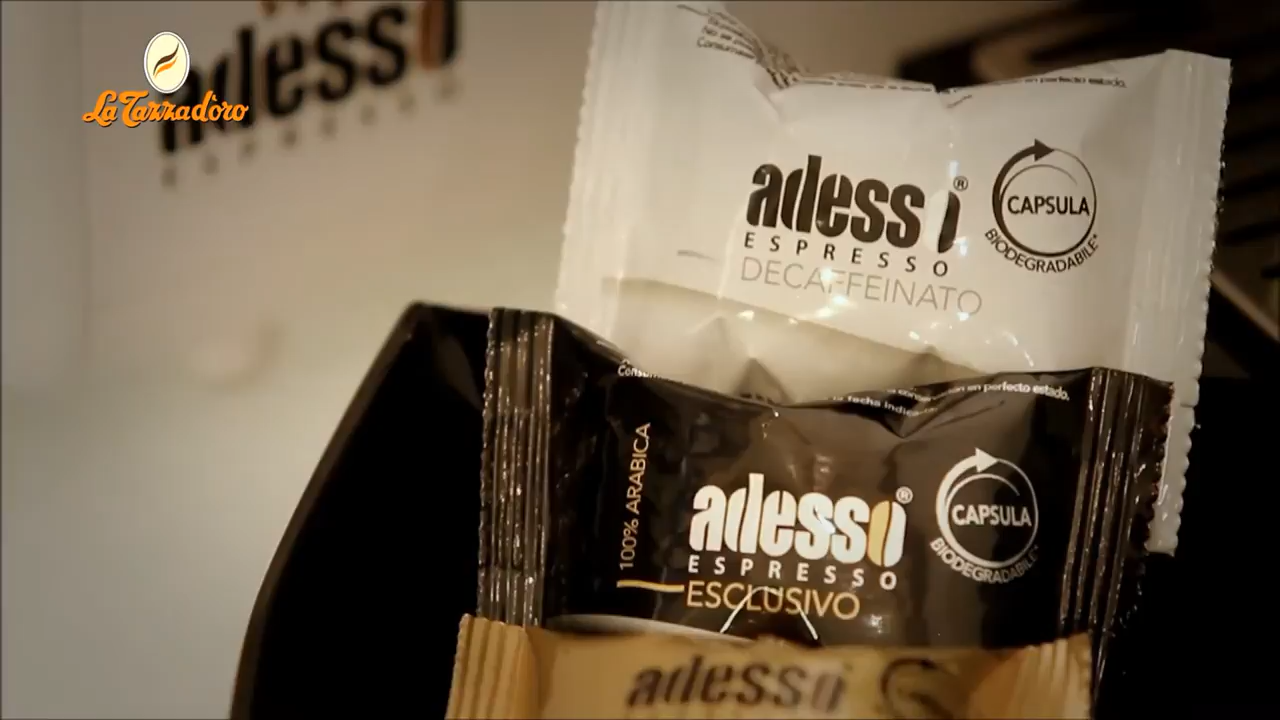 adesso
La Tazzadoro
en perfecto estado.
adesso®
ESPRESSO
DECAFFEINATO
CAPSULA
BIODEGRADABILE*
en perfecto estado.
fecha
100% ARABICA
adesso®
ESPRESSO
ESCLUSIVO
CAPSULA
BIODEGRADABILE*
adesso